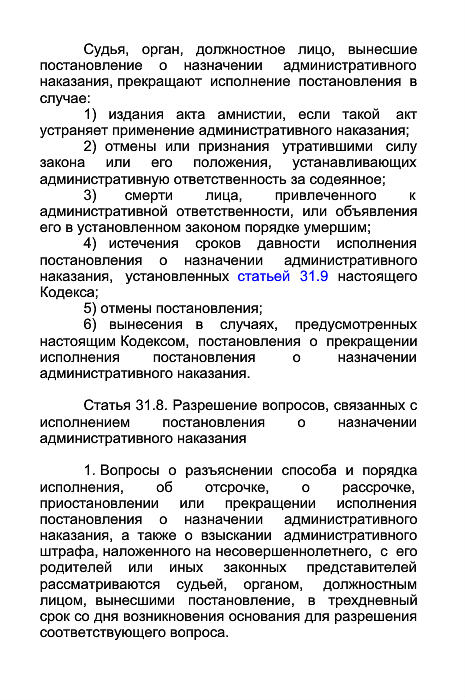 Судья, орган, должностное лицо, вынесшие
постановление о назначении административного
наказания, прекращают исполнение постановления в
случае:
1) издания акта амнистии, если такой акт
устраняет применение административного наказания;
2) отмены или признания утратившими силу
закона или его положения, устанавливающих
административную ответственность за содеянное;
3) смерти лица, привлеченного к
административной ответственности, или объявления
его в установленном законом порядке умершим;
4) истечения сроков давности исполнения
постановления о назначении административного
наказания, установленных статьей 31.9 настоящего
Кодекса;
5) отмены постановления;
6) вынесения в случаях, предусмотренных
настоящим Кодексом, постановления о прекращении
исполнения постановления о назначении
административного наказания.
Статья 31.8. Разрешение вопросов, связанных с
исполнением постановления о назначении
административного наказания
1. Вопросы о разъяснении способа и порядка
исполнения, об отсрочке, о рассрочке,
приостановлении или прекращении исполнения
постановления о назначении административного
наказания, а также о взыскании административного
штрафа, наложенного на несовершеннолетнего, с его
родителей или иных законных представителей
рассматриваются судьей, органом, должностным
лицом, вынесшими постановление, в трехдневный
срок со дня возникновения основания для разрешения
соответствующего вопроса.